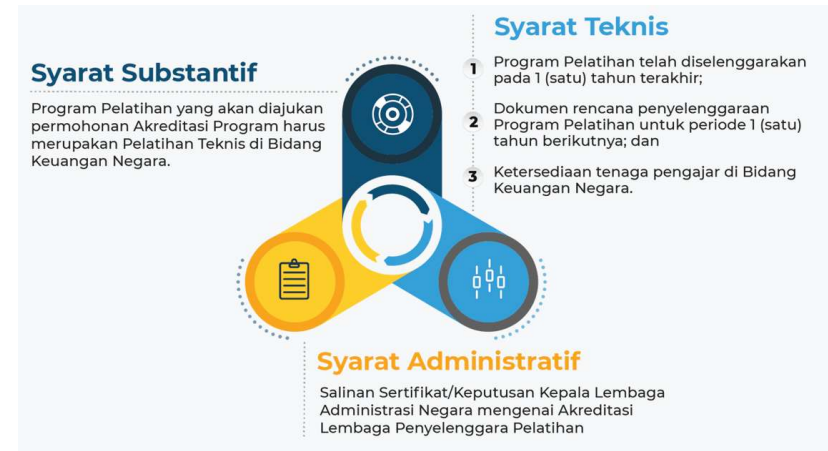 Syarat Substantif
Program Pelatihan yang akan diajukan
permohonan Akreditasi Program harus
merupakan Pelatihan Teknis di Bidang
Keuangan Negara.
Syarat Teknis
1 Program Pelatihan telah diselenggarakan
pada 1 (satu) tahun terakhir;
2 Dokumen rencana penyelenggaraan
Program Pelatihan untuk periode 1 (satu)
tahun berikutnya; dan
3 Ketersediaan tenaga pengajar di Bidang
Keuangan Negara.
Syarat Administratif
Salinan Sertifikat/Keputusan Kepala Lembaga
Administrasi Negara mengenai Akreditasi
Lembaga Penyelenggara Pelatihan